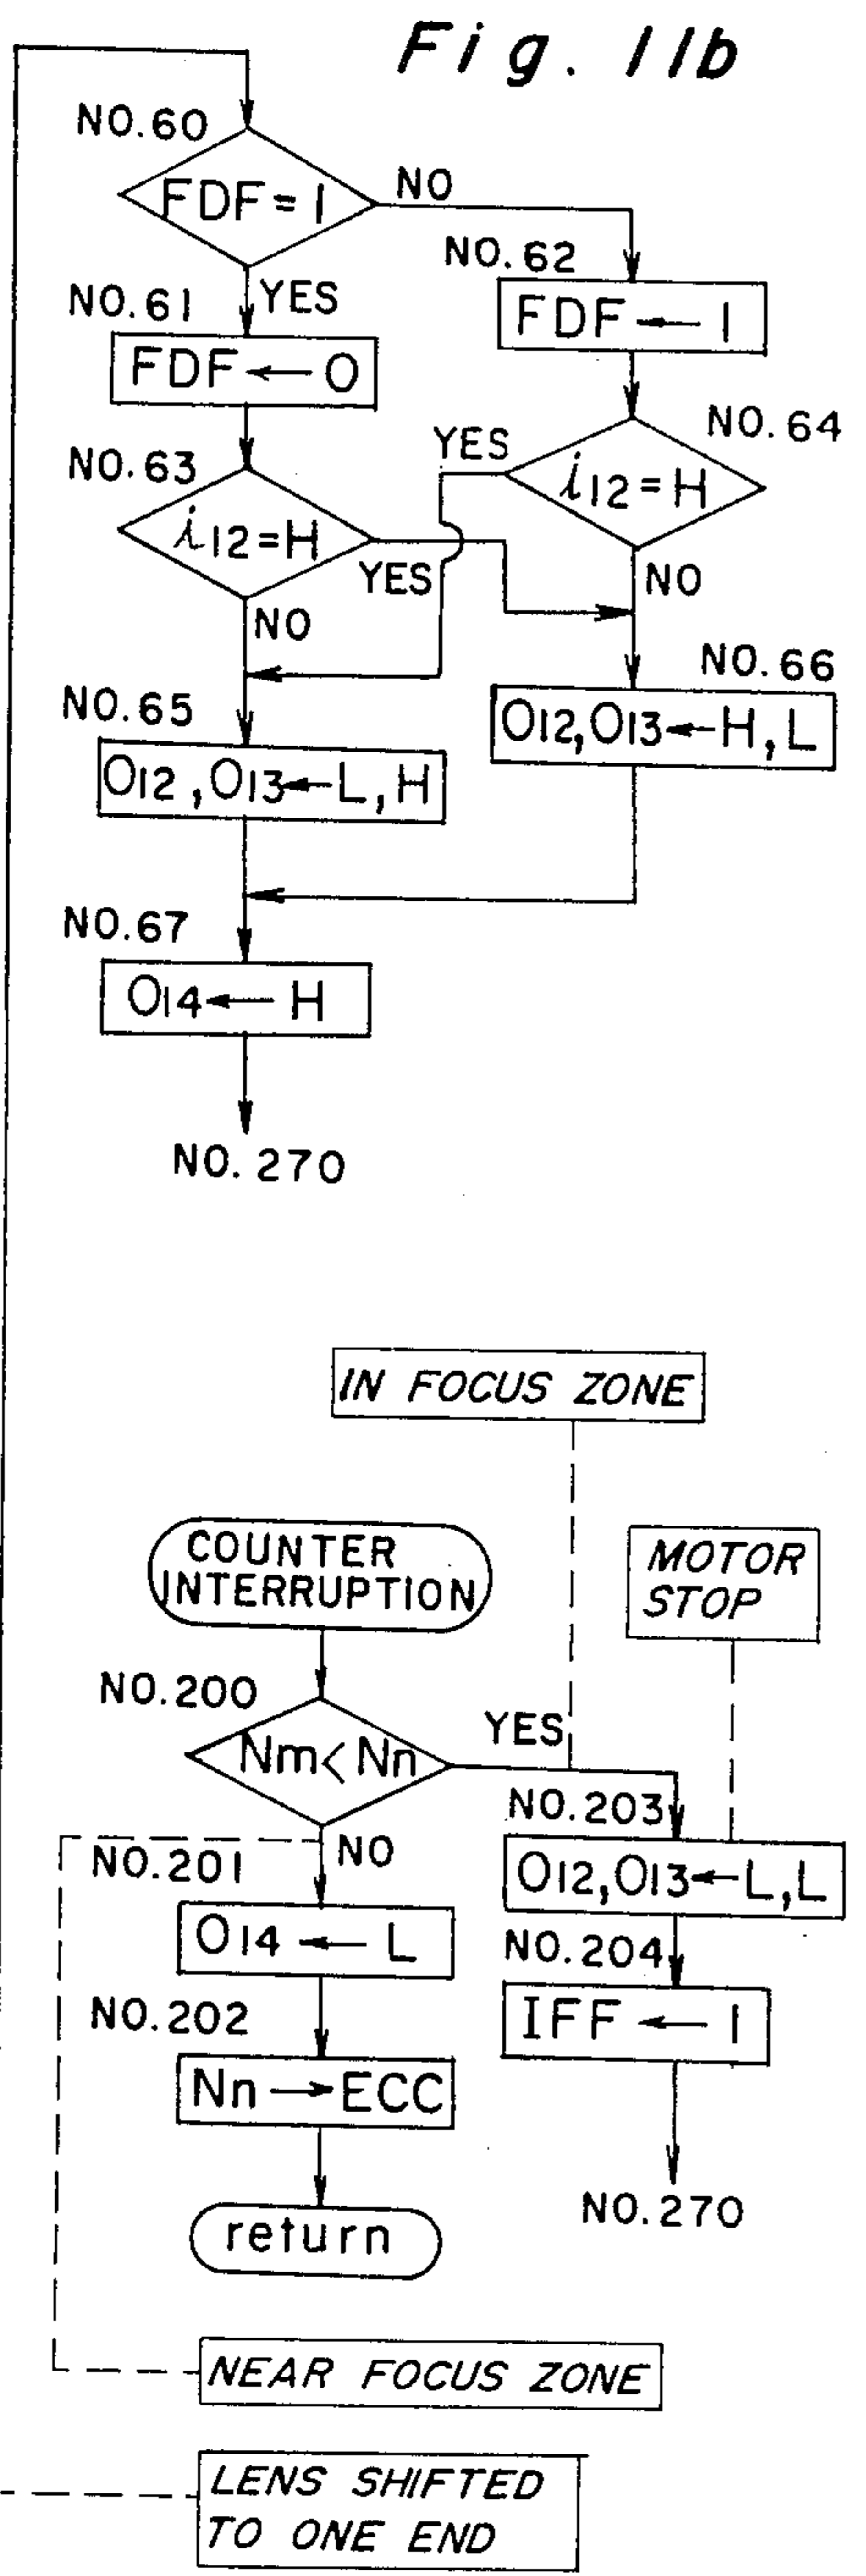 Fig. 11b
NO.60
FDF = 1
NO
YES
NO.61
FDF ← 0
NO.62
FDF ← 1
NO.63
i12=H
YES
NO
NO.64
i12=H
YES
NO
NO.65
O12,O13←L,H
NO.66
O12,O13←H,L
NO.67
O14← H
NO.270
IN FOCUS ZONE
COUNTER
INTERRUPTION
MOTOR
STOP
NO.200
Nm<Nn
YES
NO
NO.201
O14 ← L
NO.202
Nn →ECC
return
NO.203
O12,O13←L,L
NO.204
IFF ← 1
NO.270
NEAR FOCUS ZONE
LENS SHIFTED
TO ONE END